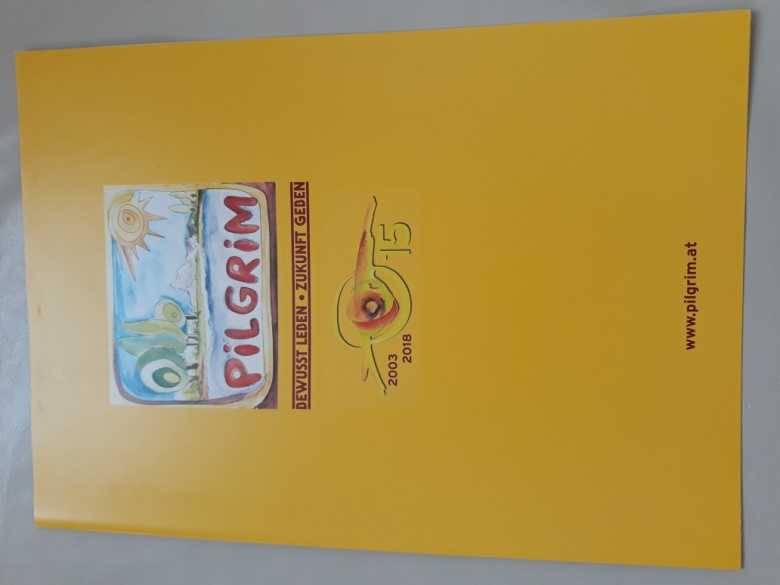 PILGRIM
BEWUSST LEBEN • ZUKUNFT GEBEN
15
2003
2018
www.pilgrim.at